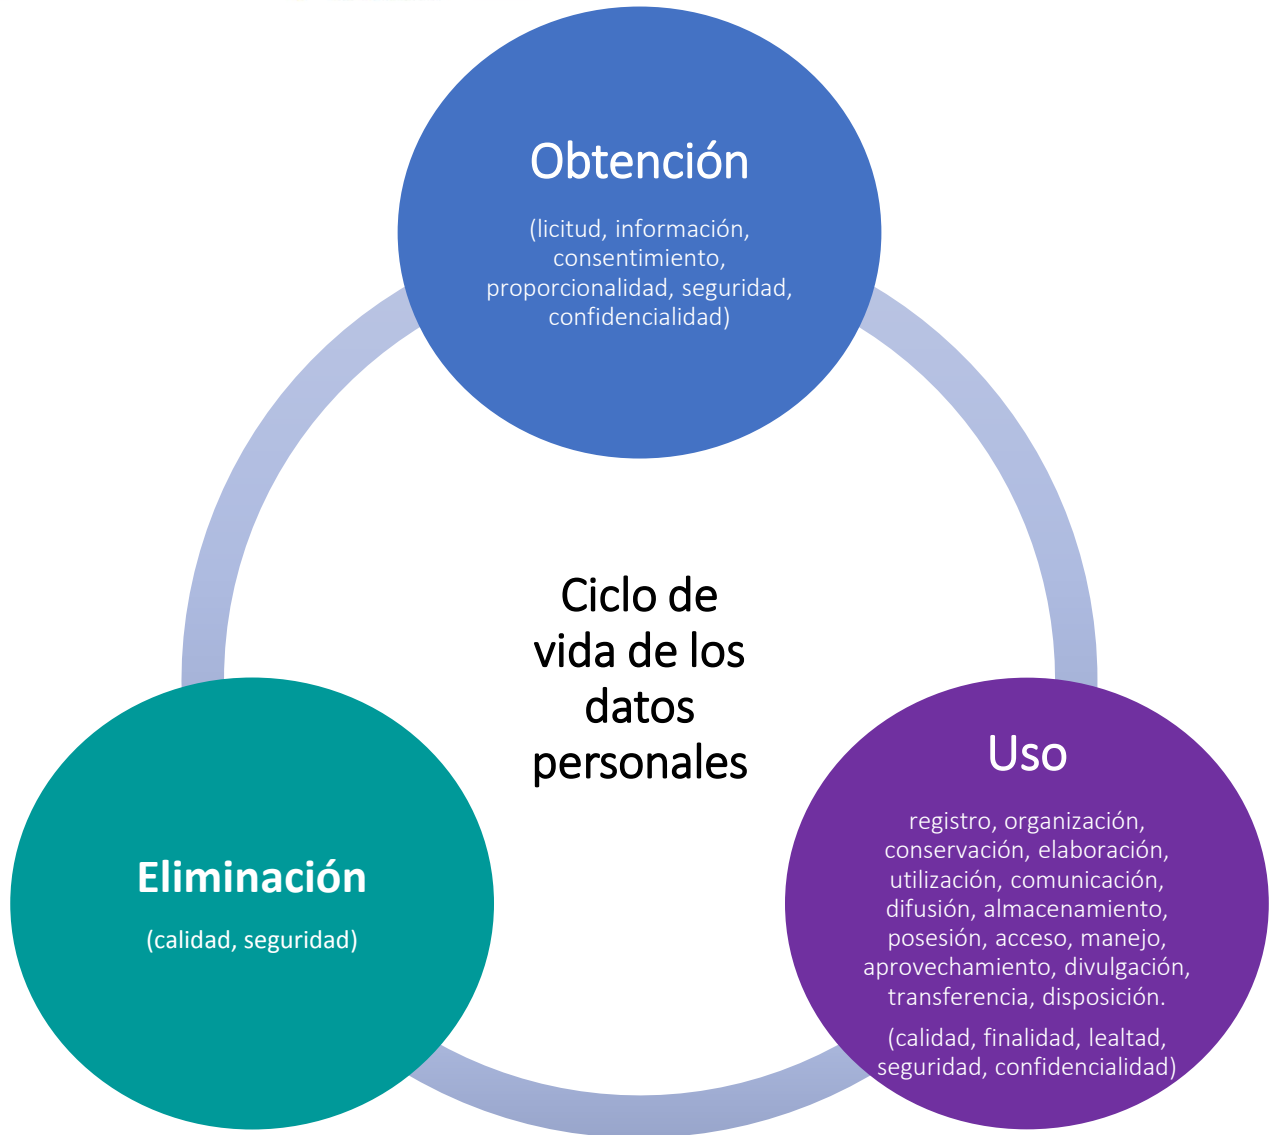 Obtención
(licitud, información,
consentimiento,
proporcionalidad, seguridad,
confidencialidad)
Ciclo de
vida de los
datos
personales
Uso
registro, organización,
conservación, elaboración,
utilización, comunicación,
difusión, almacenamiento,
posesión, acceso, manejo,
aprovechamiento, divulgación,
transferencia, disposición.
(calidad, finalidad, lealtad,
seguridad, confidencialidad)
Eliminación
(calidad, seguridad)